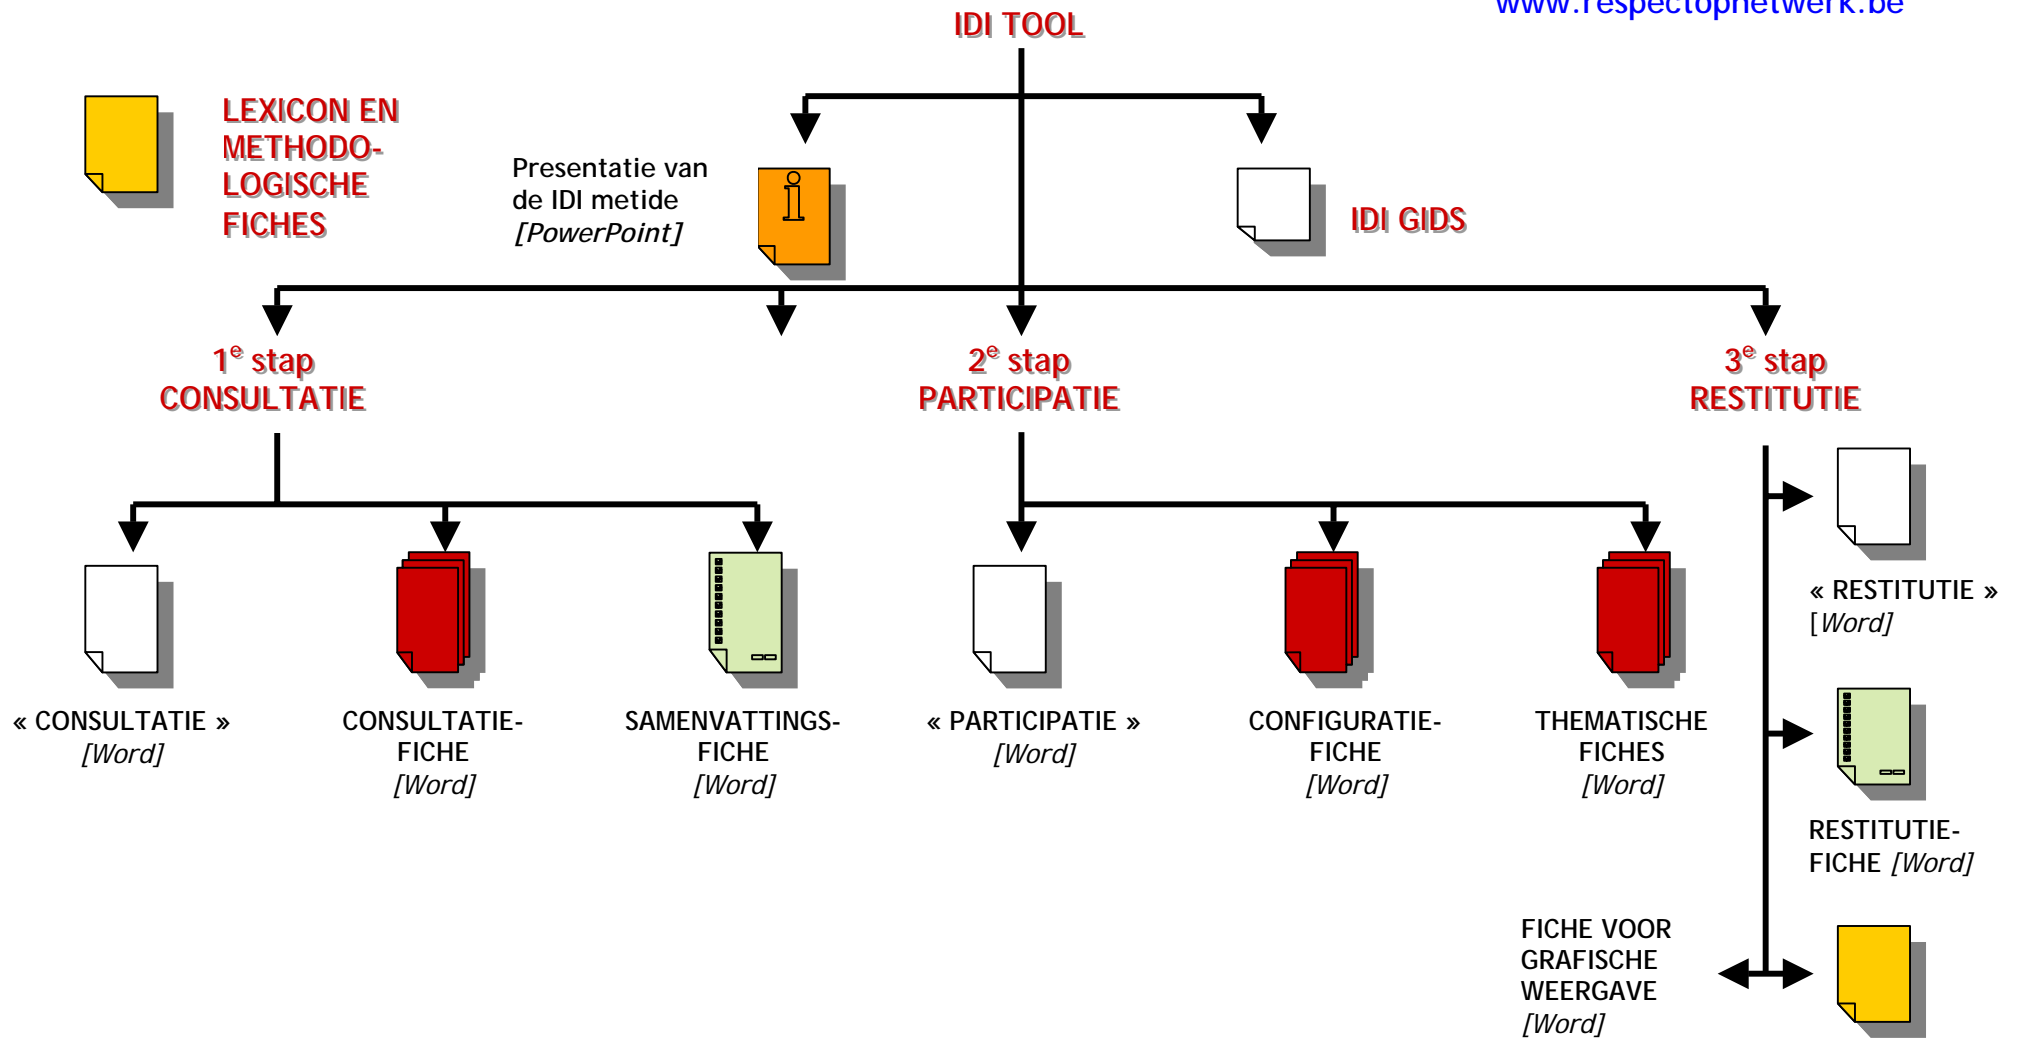 www.respectophetwerk.be
IDI TOOL
LEXICON EN
METHODO-
LOGISCHE
FICHES
Presentatie van
de IDI metide
[PowerPoint]
i
IDI GIDS
1e stap
CONSULTATIE
2e stap
PARTICIPATIE
3e stap
RESTITUTIE
« CONSULTATIE »
[Word]
CONSULTATIE-
FICHE
[Word]
SAMENVATTINGS-
FICHE
[Word]
« PARTICIPATIE »
[Word]
CONFIGURATIE-
FICHE
[Word]
THEMATISCHE
FICHES
[Word]
« RESTITUTIE »
[Word]
RESTITUTIE-
FICHE [Word]
FICHE VOOR
GRAFISCHE
WEERGAVE
[Word]